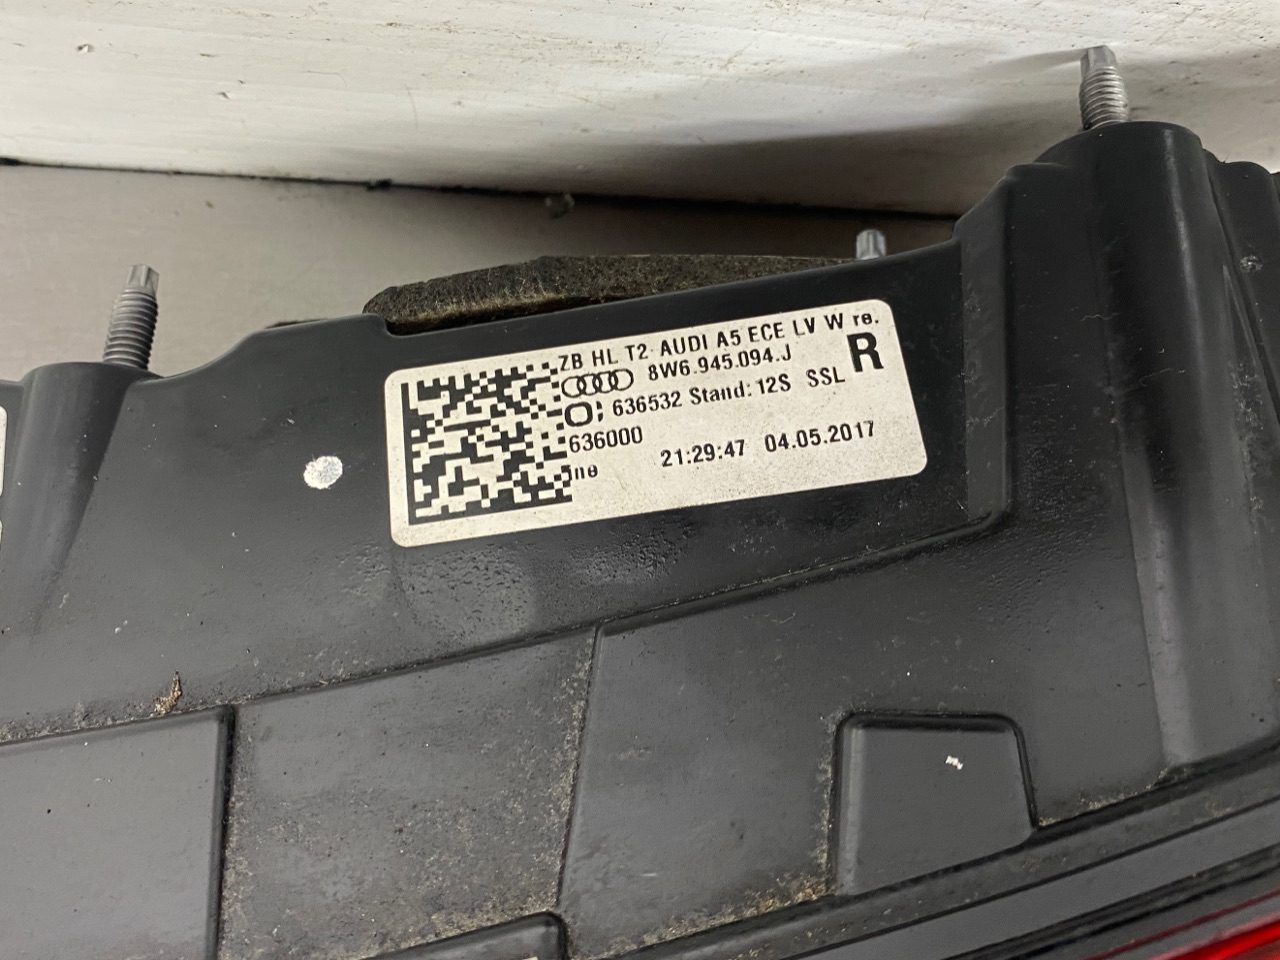 ZB HL T2 AUDI A5 ECE LV W re.
8W6.945.094.J R
636532 Stand: 12S SSL
636000
21:29:47 04.05.2017